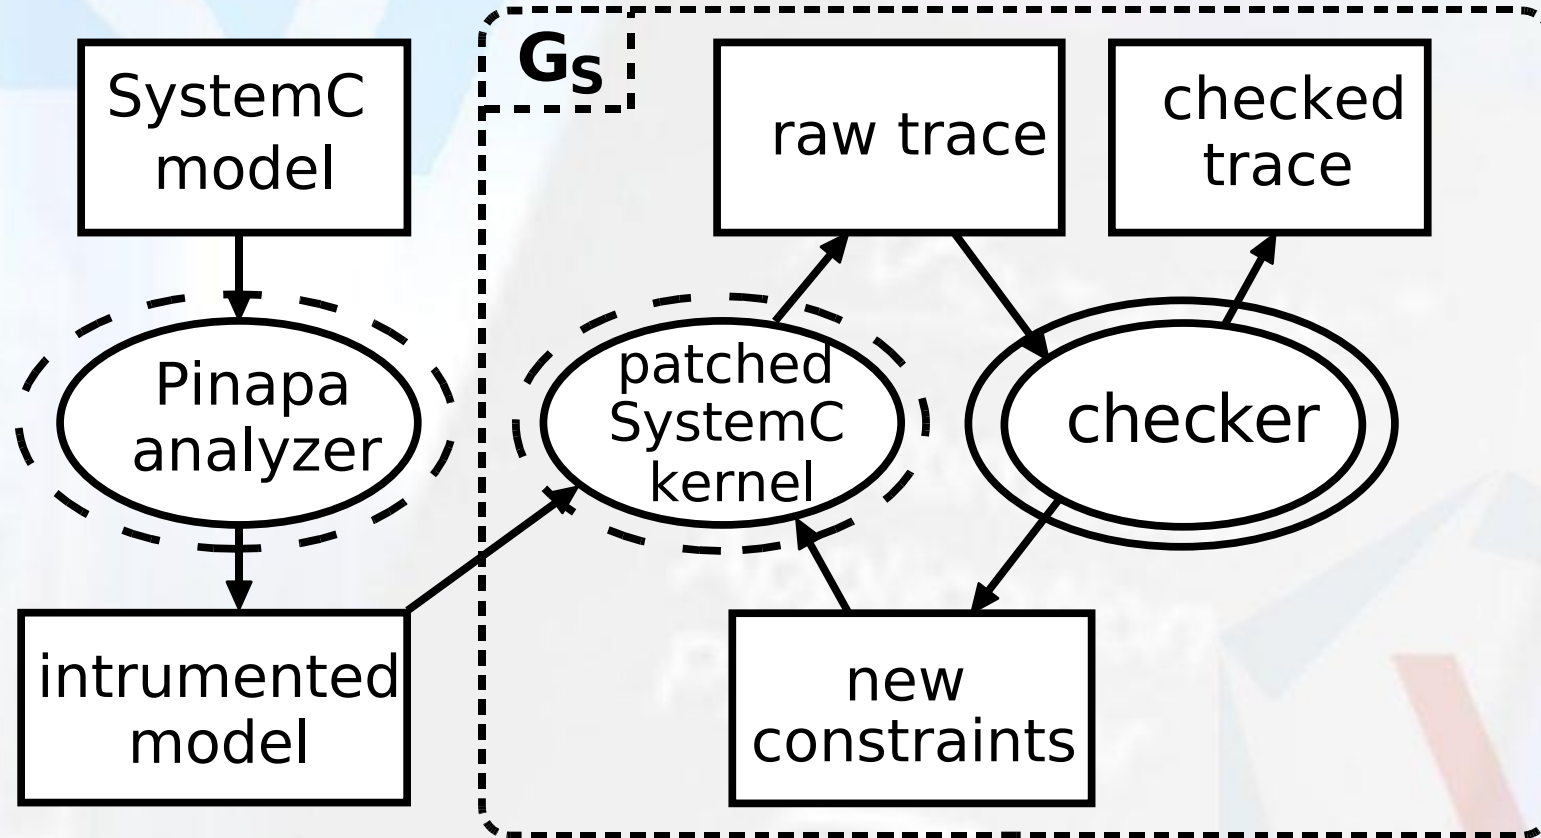 SystemC
model
Pinapa
analyzer
intrumented
model
GS
raw trace
checked
trace
patched
SystemC
kernel
checker
new
constraints